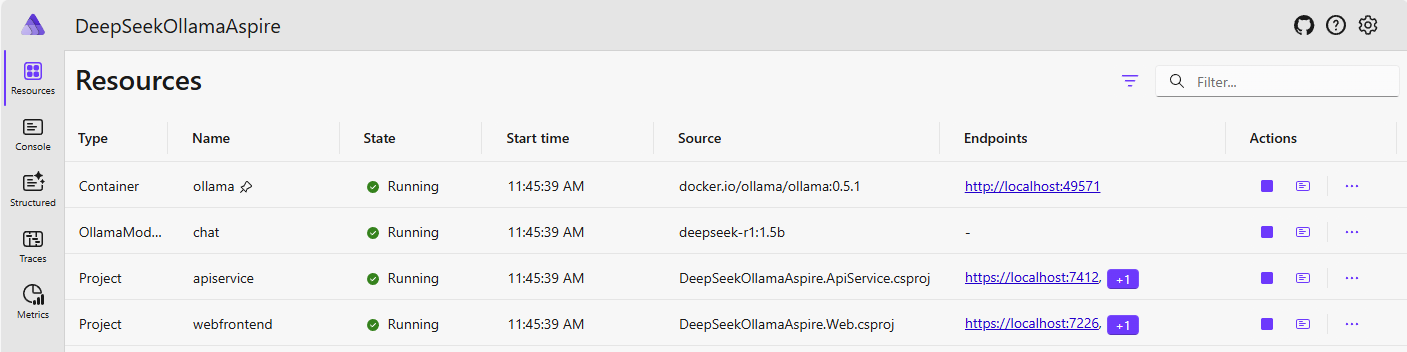 DeepSeekOllamaAspire
Resources
Resources
Filter...
Type Name State Start time Source Endpoints Actions
Console
Container ollama Running 11:45:39 AM docker.io/ollama/ollama:0.5.1 http://localhost:49571
Structured
OllamaMod... chat Running 11:45:39 AM deepseek-r1:1.5b -
Traces
Project apiservice Running 11:45:39 AM DeepSeekOllamaAspire.ApiService.csproj https://localhost:7412, +1
Metrics
Project webfrontend Running 11:45:39 AM DeepSeekOllamaAspire.Web.csproj https://localhost:7226, +1